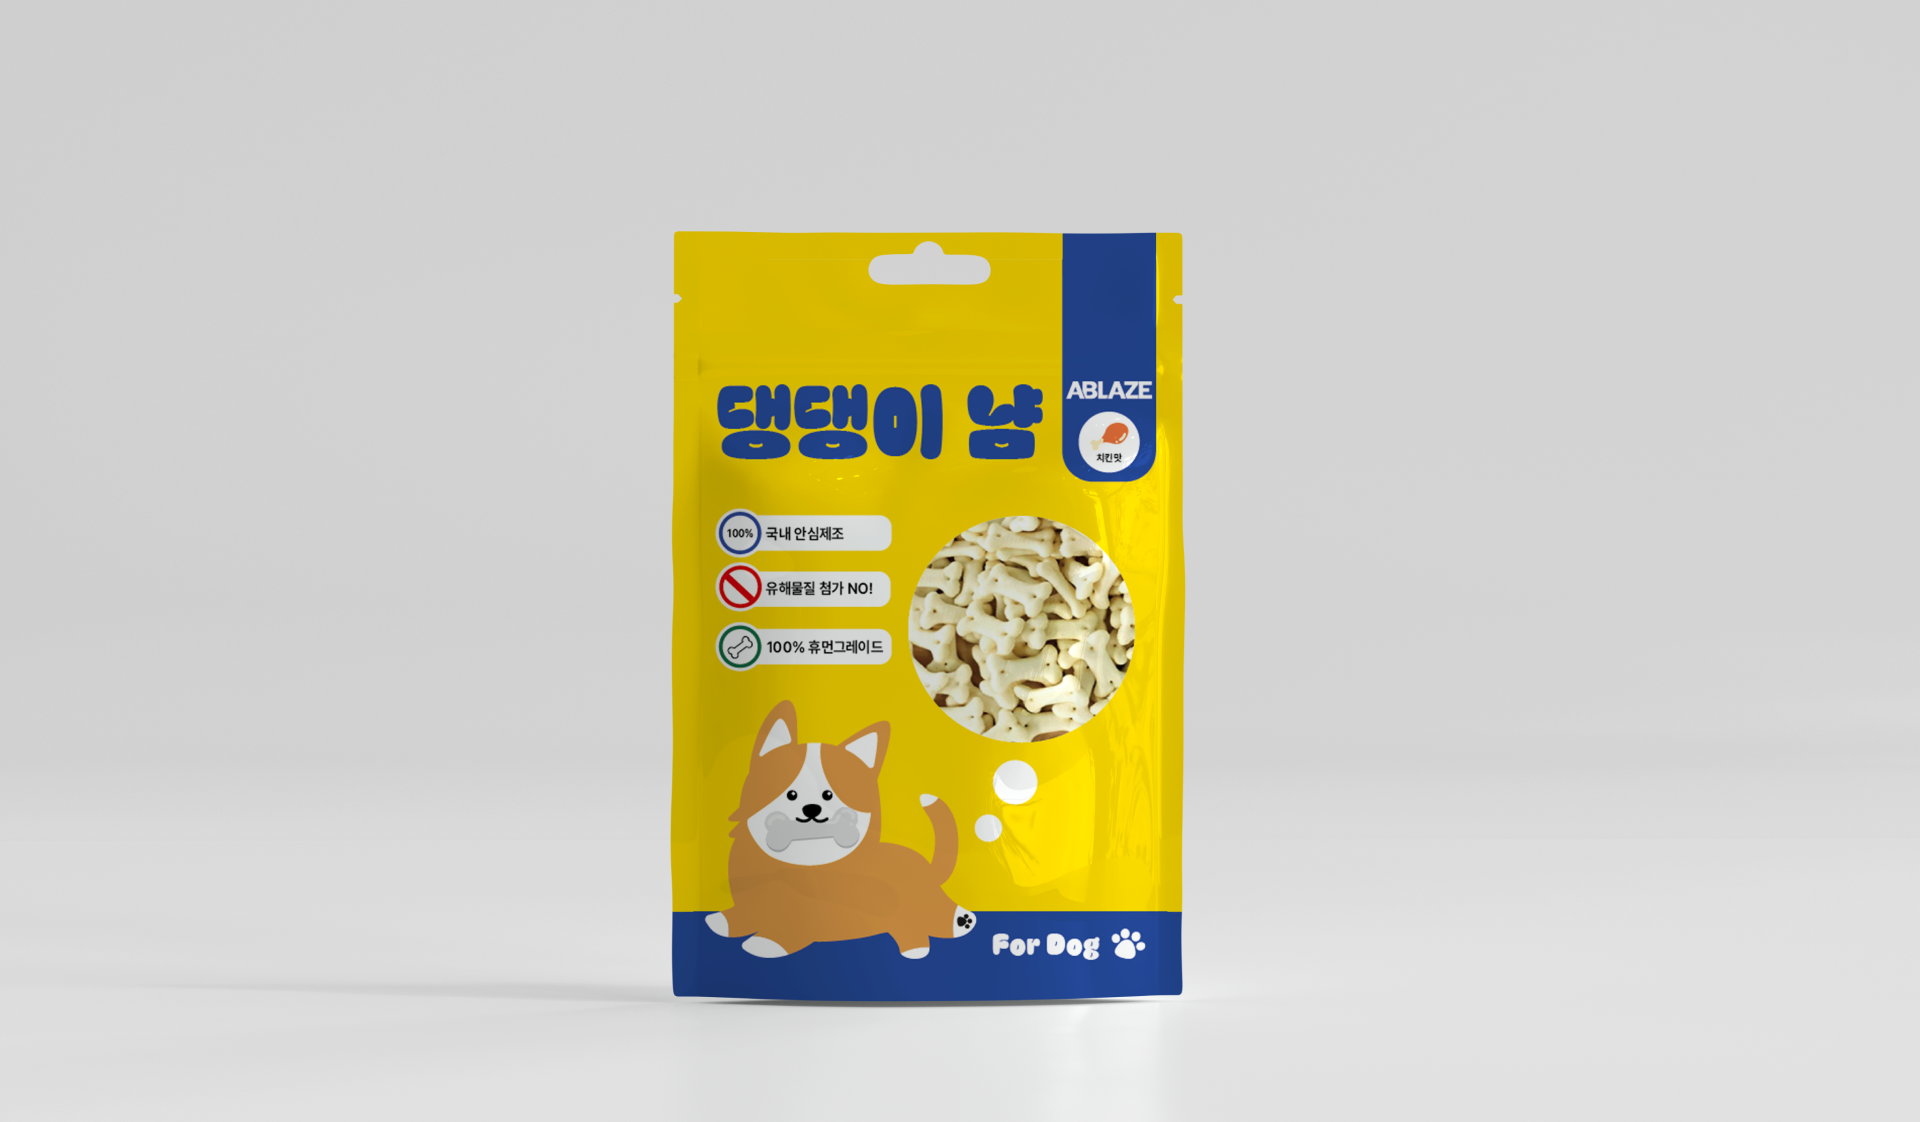 댕댕이 냠
ABLAZE
치킨맛
100% 국내 안심제조
유해물질 첨가 NO!
100% 휴먼그레이드
For Dog